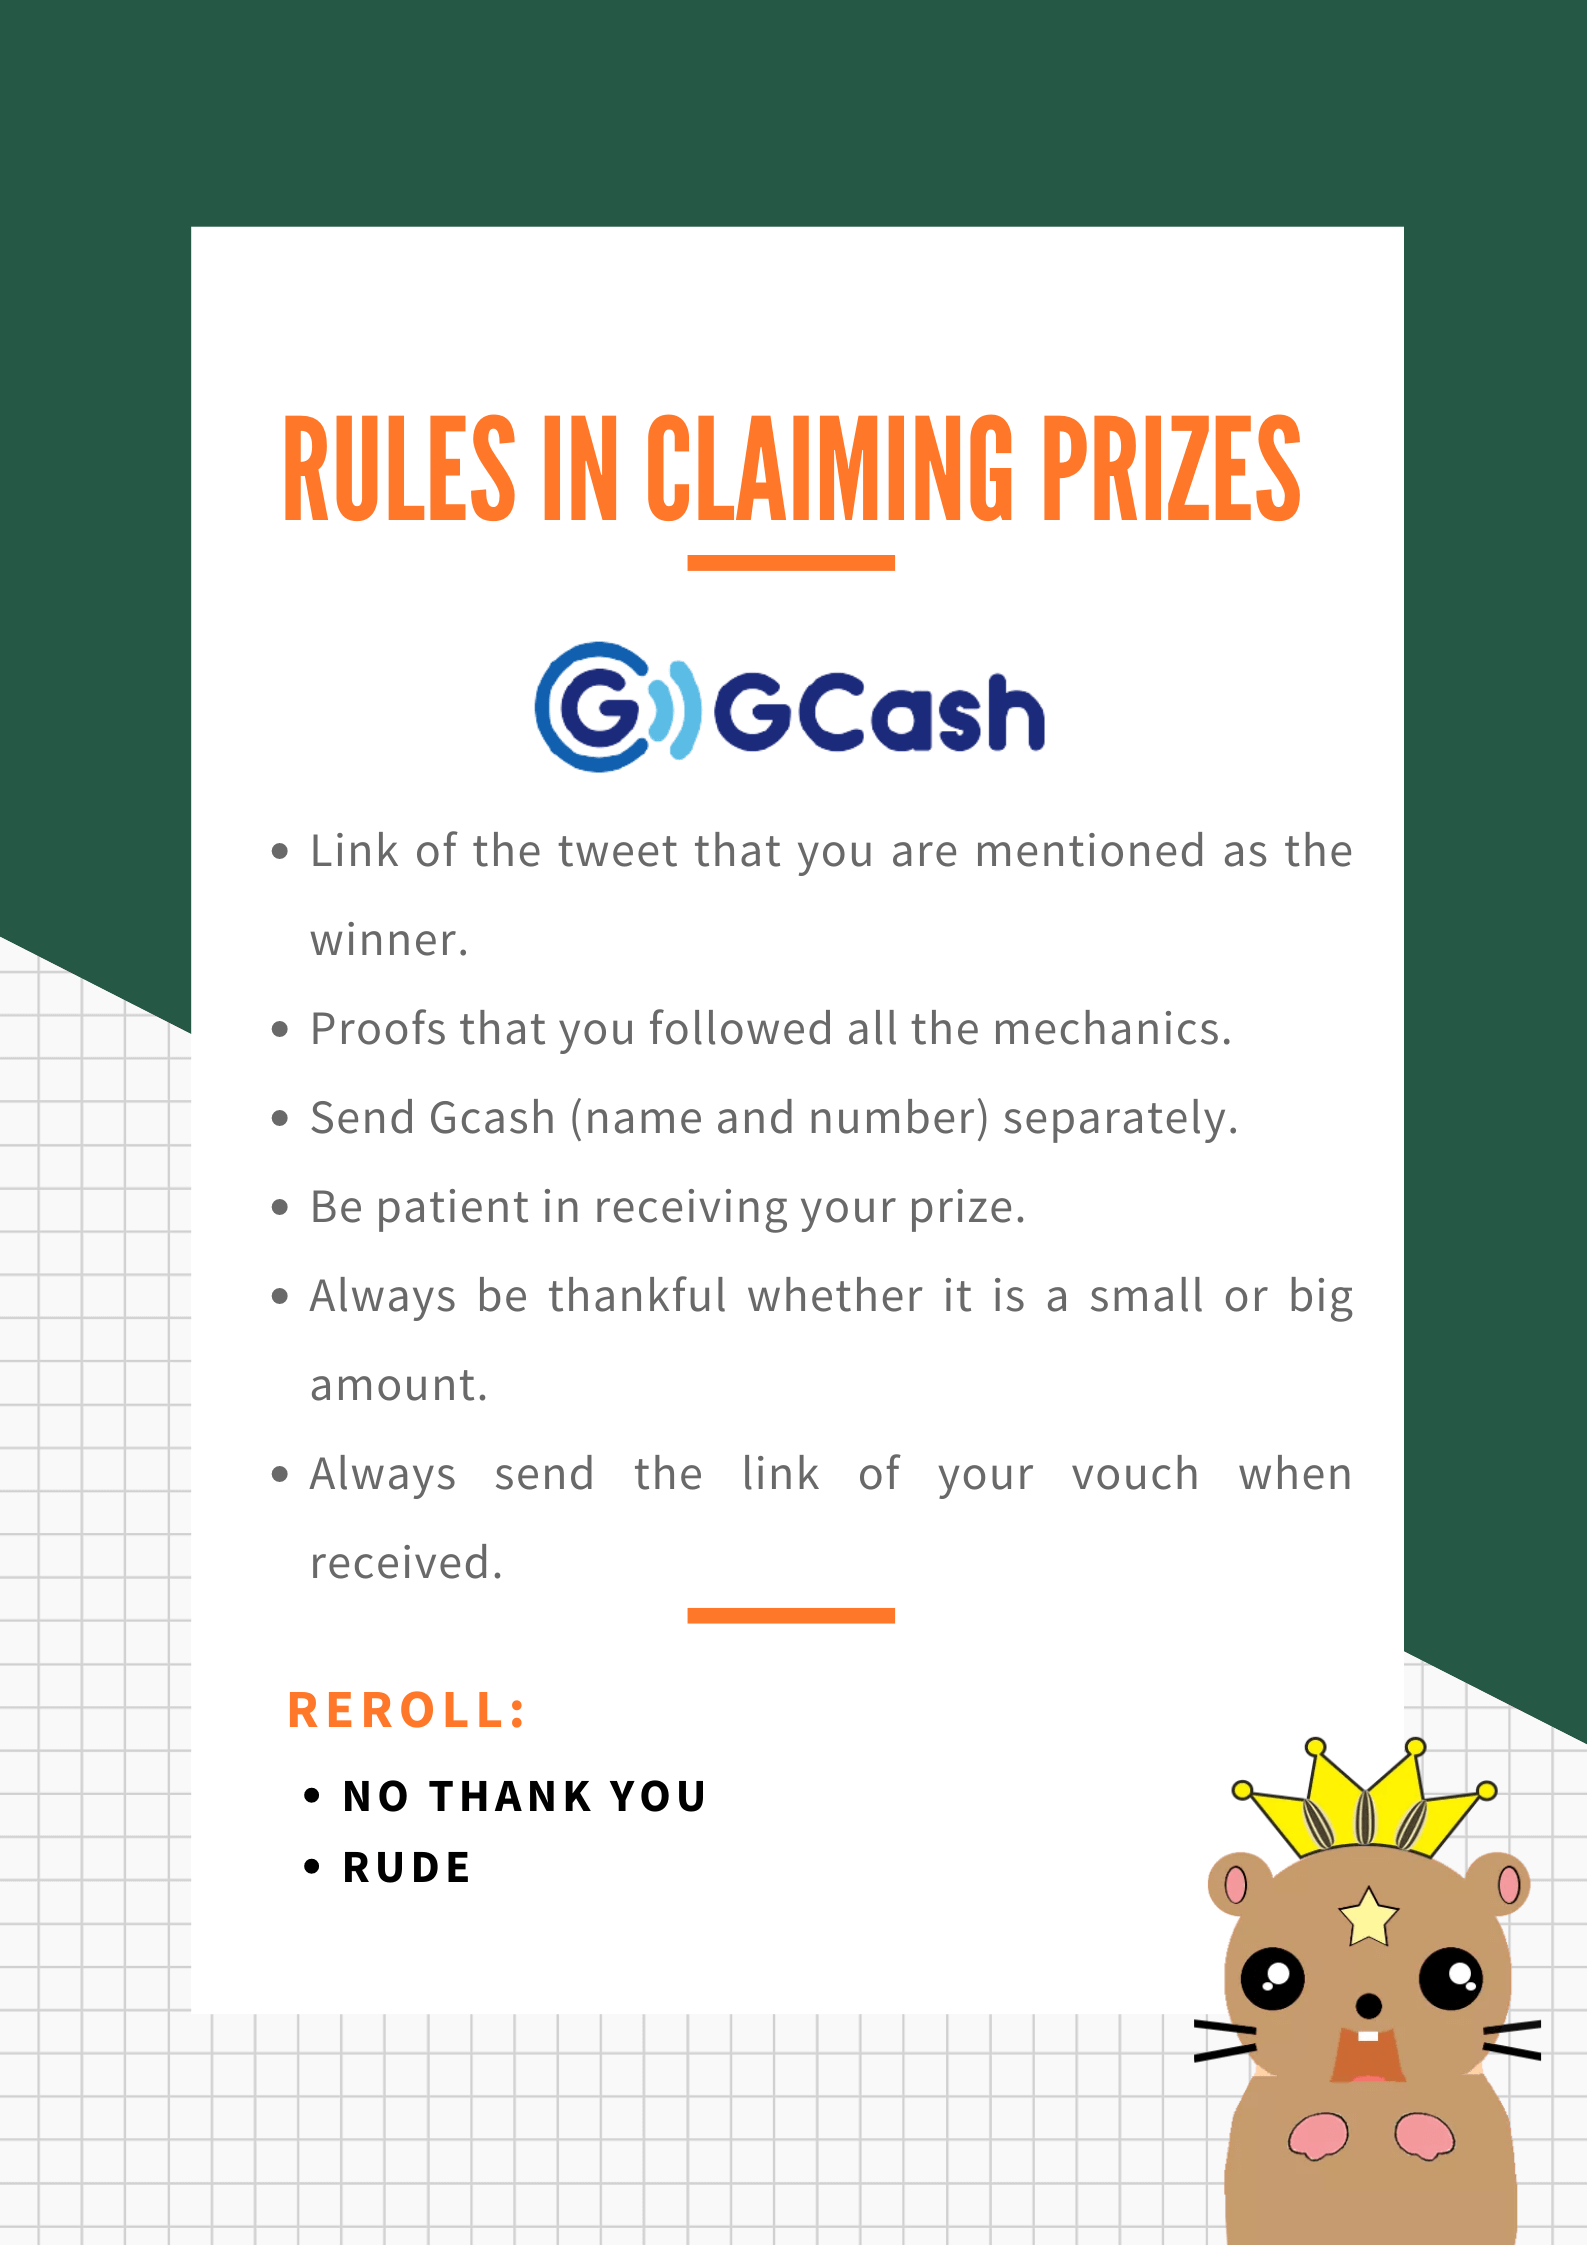 RULES IN CLAIMING PRIZES
G GCash
• Link of the tweet that you are mentioned as the
winner.
• Proofs that you followed all the mechanics.
• Send Gcash (name and number) separately.
• Be patient in receiving your prize.
• Always be thankful whether it is a small or big
amount.
• Always send the link of your vouch when
received.
REROLL:
• NO THANK YOU
• RUDE